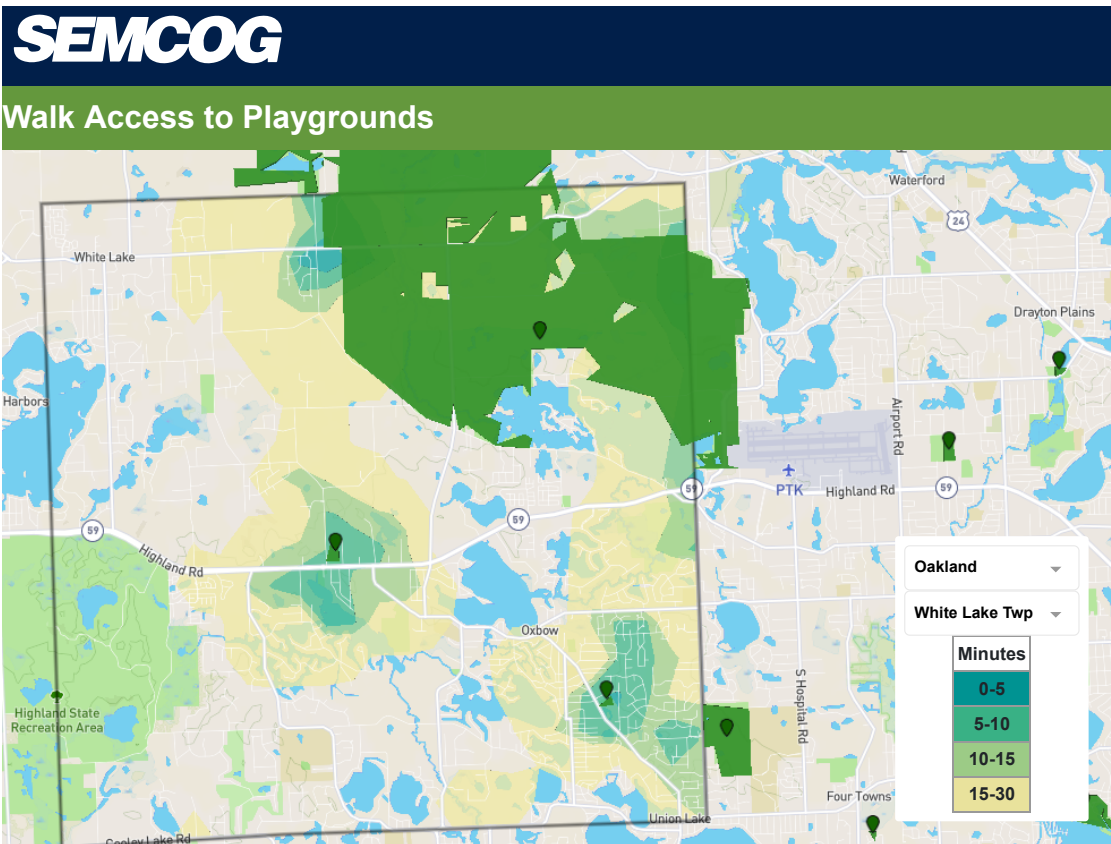 SEMCOG
Walk Access to Playgrounds
Waterford
24
White Lake
Drayton Plains
Harbors
Airport Rd
59
PTK
Highland Rd
59
59
59
Highland Rd
Oakland
White Lake Twp
Minutes
0-5
5-10
10-15
15-30
Oxbow
S Hospital Rd
Highland State
Recreation Area
Four Towns
Union Lake
Cooley Lake Rd